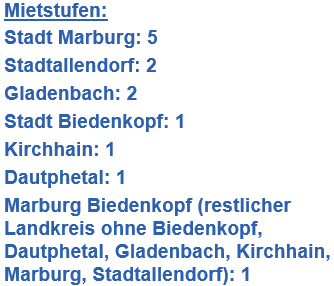 Mietstufen:
Stadt Marburg: 5
Stadtallendorf: 2
Gladenbach: 2
Stadt Biedenkopf: 1
Kirchhain: 1
Dautphetal: 1
Marburg Biedenkopf (restlicher
Landkreis ohne Biedenkopf,
Dautphetal, Gladenbach, Kirchhain,
Marburg, Stadtallendorf): 1